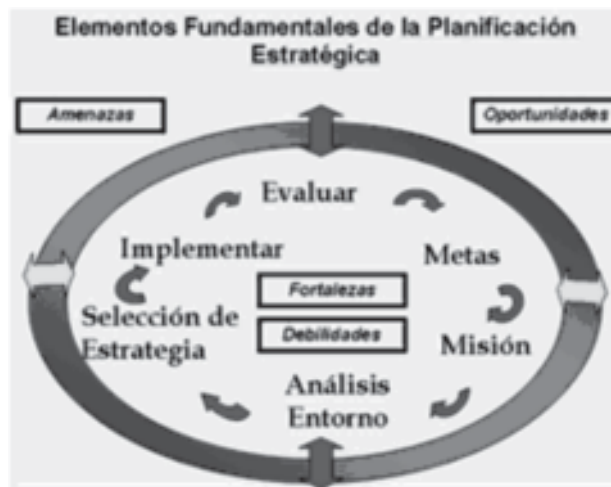 Elementos Fundamentales de la Planificación
Estratégica
Amenazas
Oportunidades
Evaluar
Implementar
Metas
Fortalezas
Selección de
Estrategia
Debilidades
Misión
Análisis
Entorno